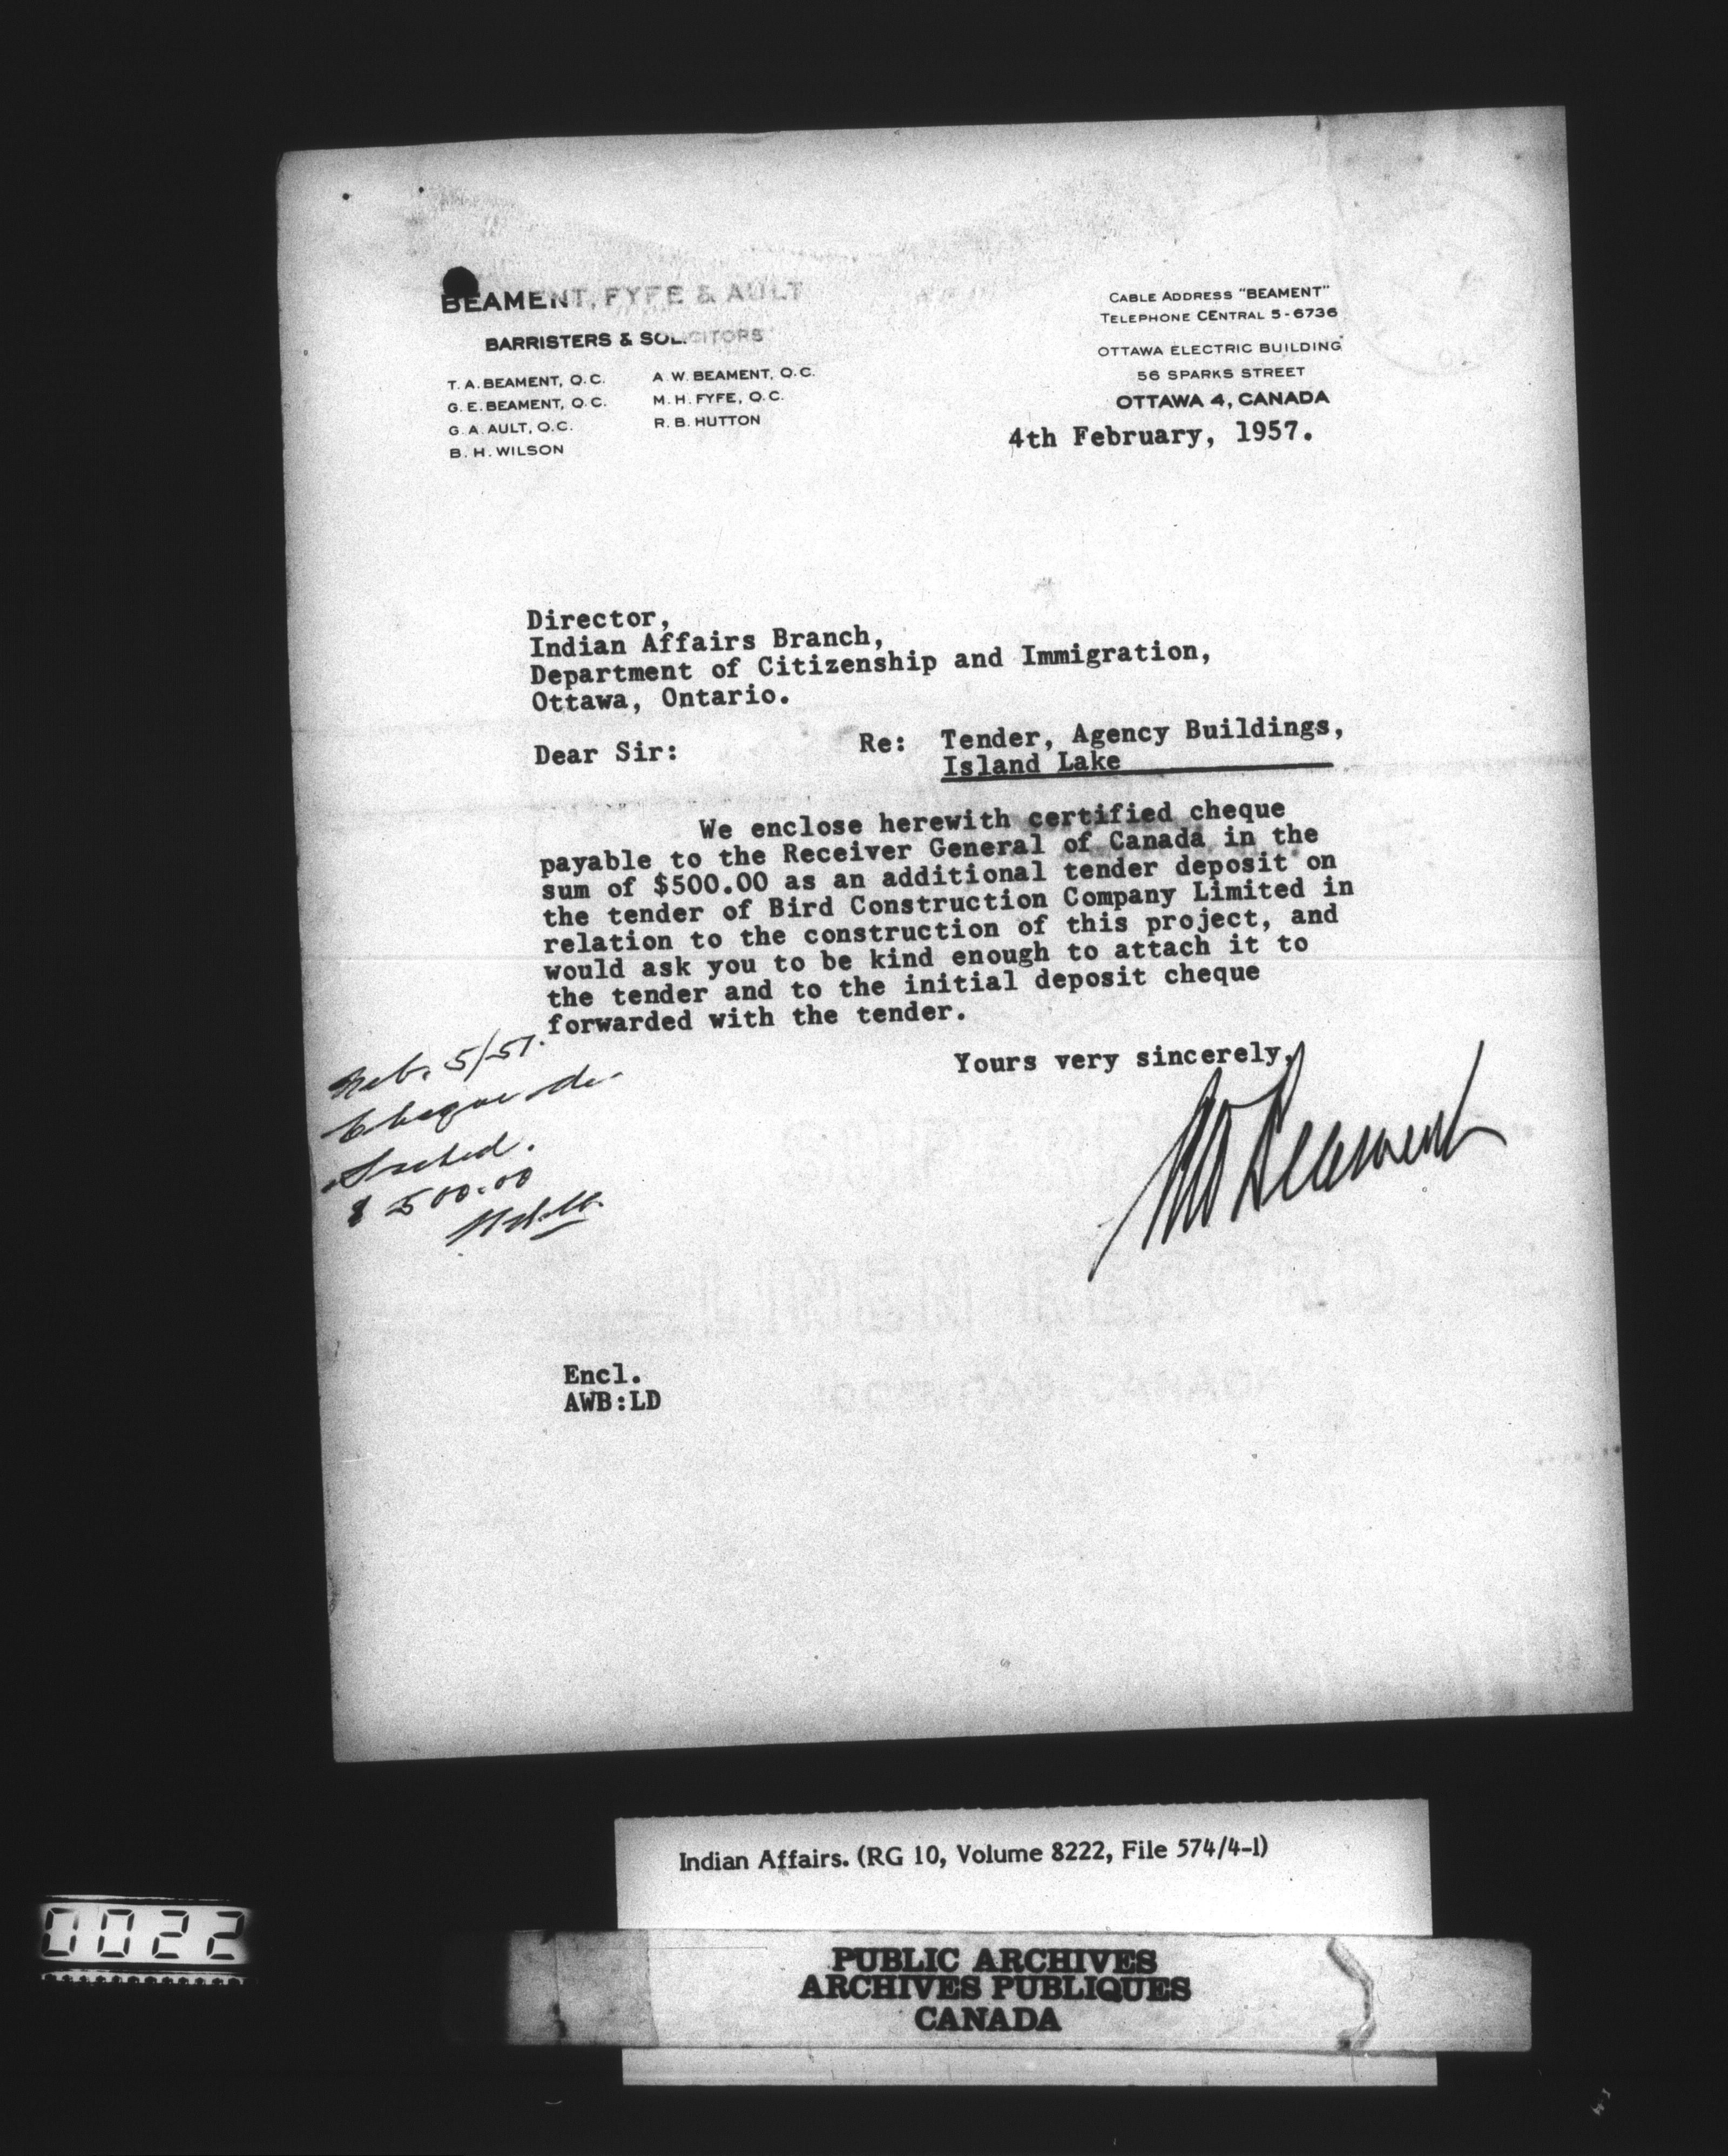 BEAMENT, FYFE & AULT
BARRISTERS & SOLICITORS
T. A. BEAMENT, Q.C.
G. E. BEAMENT, Q.C.
G. A. AULT, Q.C.
B. H. WILSON
A. W. BEAMENT, Q.C.
M. H. FYFE, Q.C.
R. B. HUTTON
CABLE ADDRESS "BEAMENT"
TELEPHONE CENTRAL 5-6736
OTTAWA ELECTRIC BUILDING
56 SPARKS STREET
OTTAWA 4, CANADA
4th February, 1957.
Director,
Indian Affairs Branch,
Department of Citizenship and Immigration,
Ottawa, Ontario.
Dear Sir:
Re: Tender, Agency Buildings,
Island Lake
We enclose herewith certified cheque
payable to the Receiver General of Canada in the
sum of $500.00 as an additional tender deposit on
the tender of Bird Construction Company Limited in
relation to the construction of this project, and
would ask you to be kind enough to attach it to
the tender and to the initial deposit cheque
forwarded with the tender.
Yours very sincerely,
Beament
Feb. 5/57.
Cheque de-
tached.
$500.00
Encl.
AWB:LD
Indian Affairs. (RG 10, Volume 8222, File 574/4-1)
0022
PUBLIC ARCHIVES
ARCHIVES PUBLIQUES
CANADA